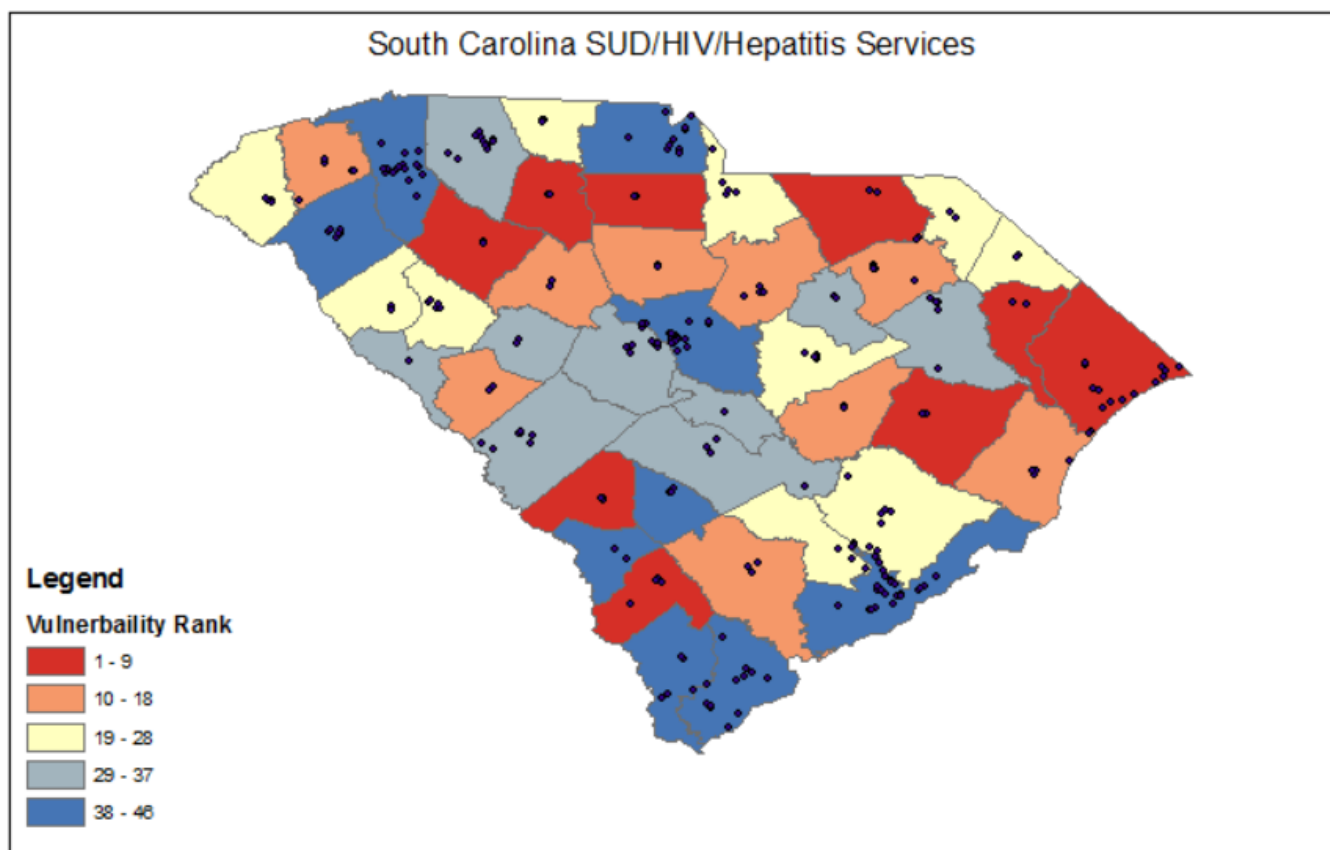 South Carolina SUD/HIV/Hepatitis Services
Legend
Vulnerbaility Rank
1 - 9
10 - 18
19 - 28
29 - 37
38 - 46